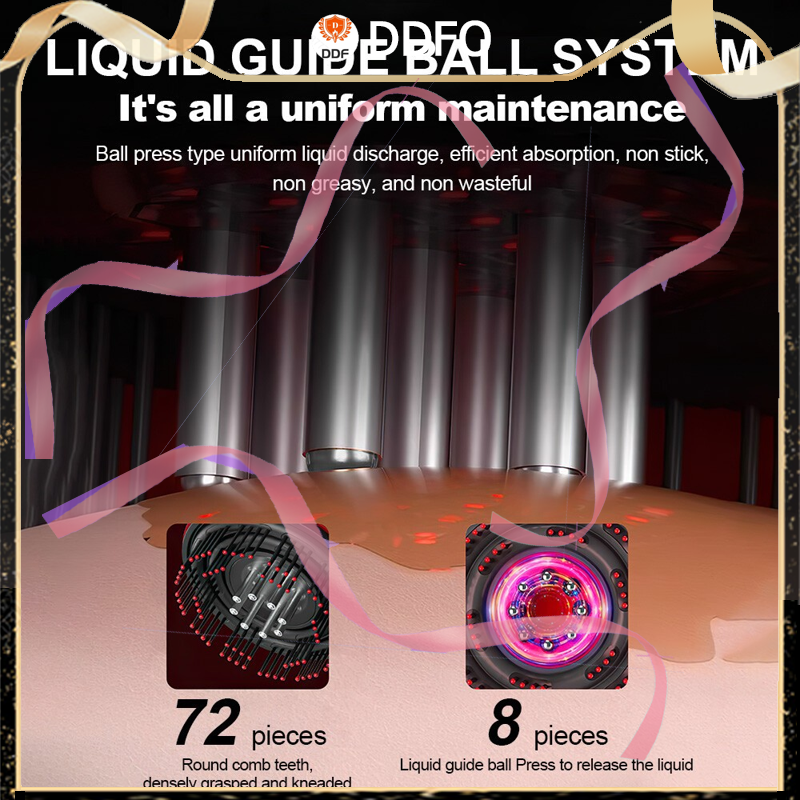 DDFO
D
DDF
LIQUID GUIDE BALL SYSTEM
It's all a uniform maintenance
Ball press type uniform liquid discharge, efficient absorption, non stick,
non greasy, and non wasteful
72 pieces
Round comb teeth,
densely grasped and kneaded
8 pieces
Liquid guide ball Press to release the liquid